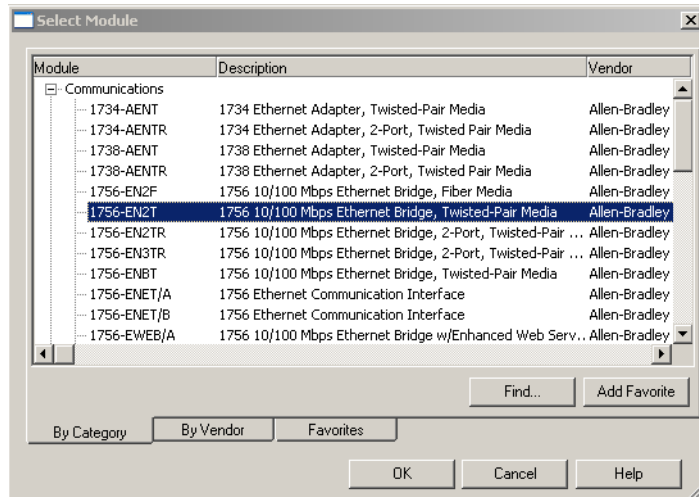 Select Module
Module Description Vendor
Communications
1734-AENT 1734 Ethernet Adapter, Twisted-Pair Media Allen-Bradley
1734-AENTR 1734 Ethernet Adapter, 2-Port, Twisted Pair Media Allen-Bradley
1738-AENT 1738 Ethernet Adapter, Twisted-Pair Media Allen-Bradley
1738-AENTR 1738 Ethernet Adapter, 2-Port, Twisted Pair Media Allen-Bradley
1756-EN2F 1756 10/100 Mbps Ethernet Bridge, Fiber Media Allen-Bradley
1756-EN2T 1756 10/100 Mbps Ethernet Bridge, Twisted-Pair Media Allen-Bradley
1756-EN2TR 1756 10/100 Mbps Ethernet Bridge, 2-Port, Twisted-Pair ... Allen-Bradley
1756-EN3TR 1756 10/100 Mbps Ethernet Bridge, 2-Port, Twisted-Pair ... Allen-Bradley
1756-ENBT 1756 10/100 Mbps Ethernet Bridge, Twisted-Pair Media Allen-Bradley
1756-ENET/A 1756 Ethernet Communication Interface Allen-Bradley
1756-ENET/B 1756 Ethernet Communication Interface Allen-Bradley
1756-EWEB/A 1756 10/100 Mbps Ethernet Bridge w/Enhanced Web Serv... Allen-Bradley
Find... Add Favorite
By Category By Vendor Favorites
OK Cancel Help